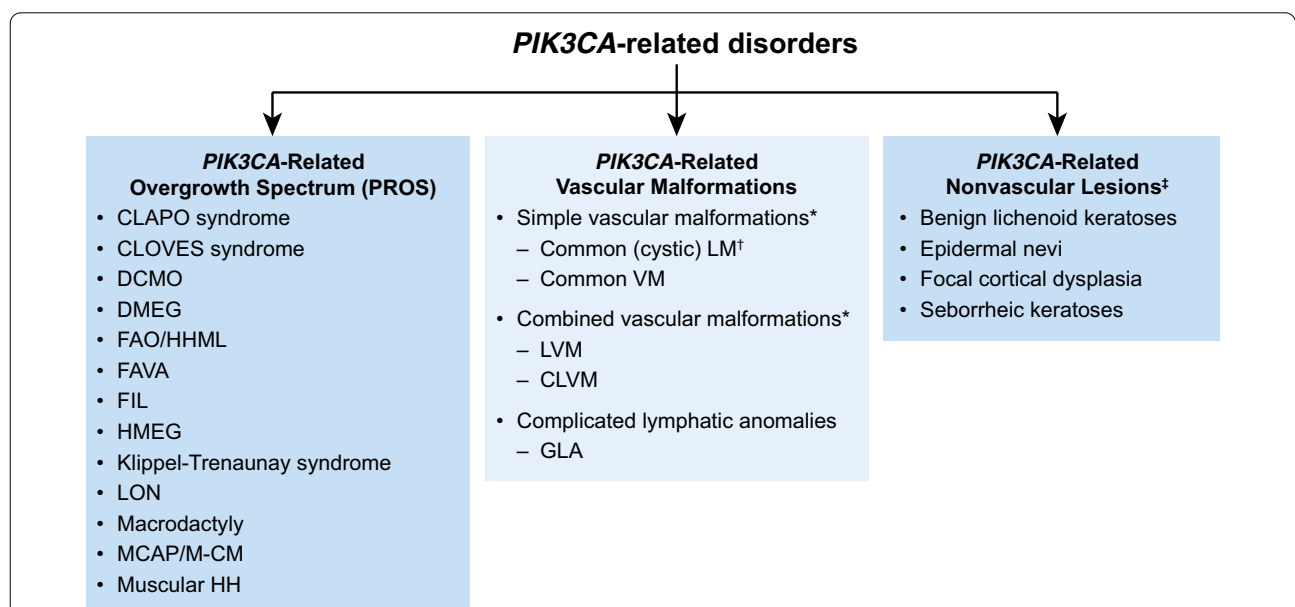 PIK3CA-related disorders
PIK3CA-Related
Overgrowth Spectrum (PROS)
• CLAPO syndrome
• CLOVES syndrome
• DCMO
• DMEG
• FAO/HHML
• FAVA
• FIL
• HMEG
• Klippel-Trenaunay syndrome
• LON
• Macrodactyly
• MCAP/M-CM
• Muscular HH
PIK3CA-Related
Vascular Malformations
• Simple vascular malformations*
– Common (cystic) LM†
– Common VM
• Combined vascular malformations*
– LVM
– CLVM
• Complicated lymphatic anomalies
– GLA
PIK3CA-Related
Nonvascular Lesions‡
• Benign lichenoid keratoses
• Epidermal nevi
• Focal cortical dysplasia
• Seborrheic keratoses